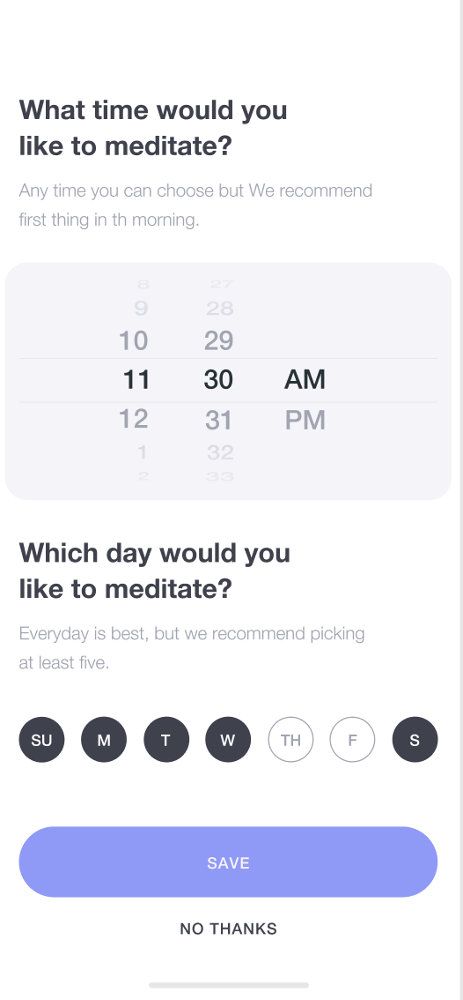 What time would you
like to meditate?
Any time you can choose but We recommend
first thing in th morning.
8 27
9 28
10 29
11 30 AM
12 31 PM
1 32
2 33
Which day would you
like to meditate?
Everyday is best, but we recommend picking
at least five.
SU M T W TH F S
SAVE
NO THANKS